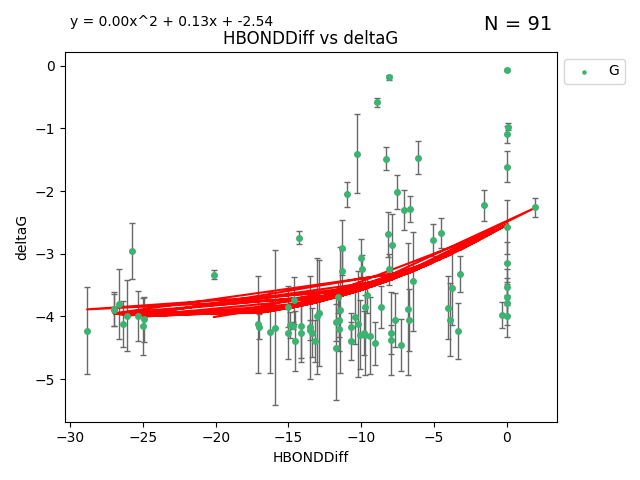 y = 0.00x^2 + 0.13x + -2.54
N = 91
HBONDDiff vs deltaG
G
0
−1
−2
−3
−4
−5
deltaG
−30
−25
−20
−15
−10
−5
0
HBONDDiff